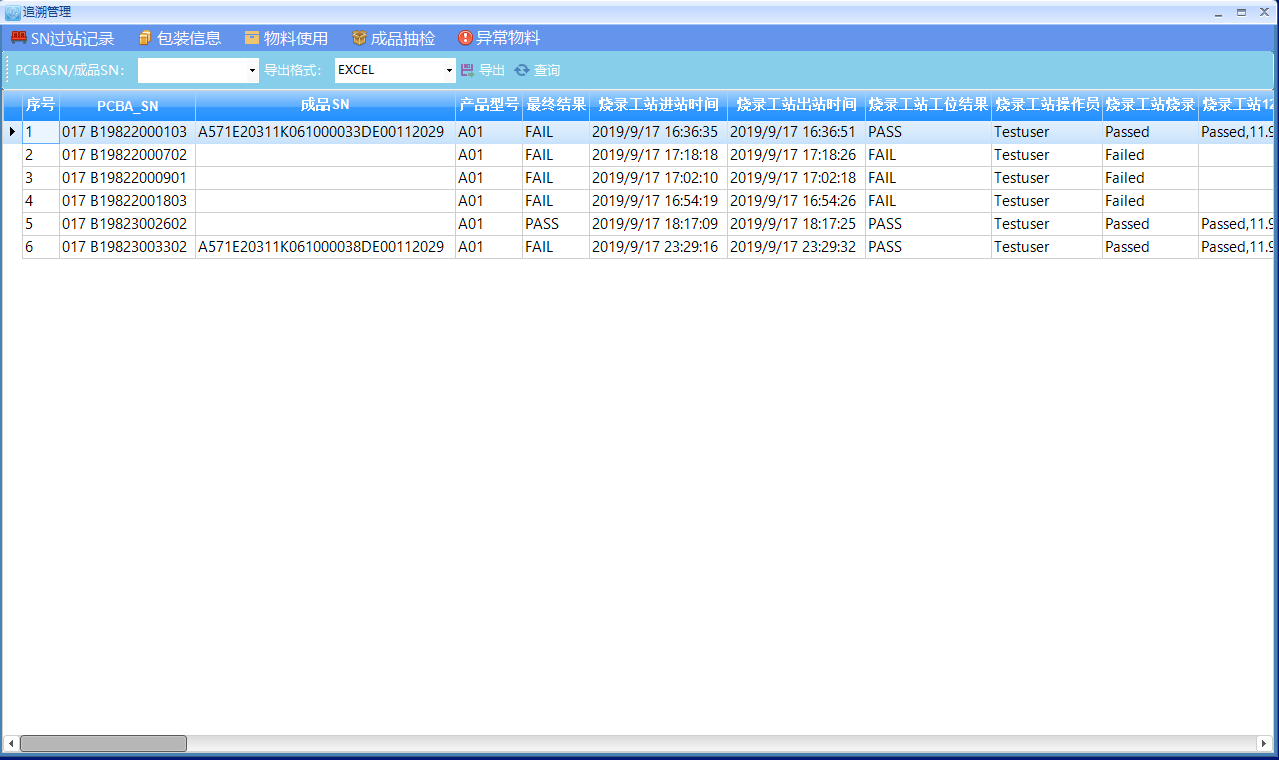 追溯管理
SN过站记录 包装信息 物料使用 成品抽检 异常物料
PCBASN/成品SN: 导出格式: EXCEL 导出 查询
序号 PCBA_SN 成品SN 产品型号 最终结果 烧录工站进站时间 烧录工站出站时间 烧录工站工位结果 烧录工站操作员 烧录工站烧录 烧录工站12
1 017 B19822000103 A571E20311K061000033DE00112029 A01 FAIL 2019/9/17 16:36:35 2019/9/17 16:36:51 PASS Testuser Passed Passed,11.9
2 017 B19822000702 A01 FAIL 2019/9/17 17:18:18 2019/9/17 17:18:26 FAIL Testuser Failed
3 017 B19822000901 A01 FAIL 2019/9/17 17:02:10 2019/9/17 17:02:18 FAIL Testuser Failed
4 017 B19822001803 A01 FAIL 2019/9/17 16:54:19 2019/9/17 16:54:26 FAIL Testuser Failed
5 017 B19823002602 A01 PASS 2019/9/17 18:17:09 2019/9/17 18:17:25 PASS Testuser Passed Passed,11.9
6 017 B19823003302 A571E20311K061000038DE00112029 A01 FAIL 2019/9/17 23:29:16 2019/9/17 23:29:32 PASS Testuser Passed Passed,11.9